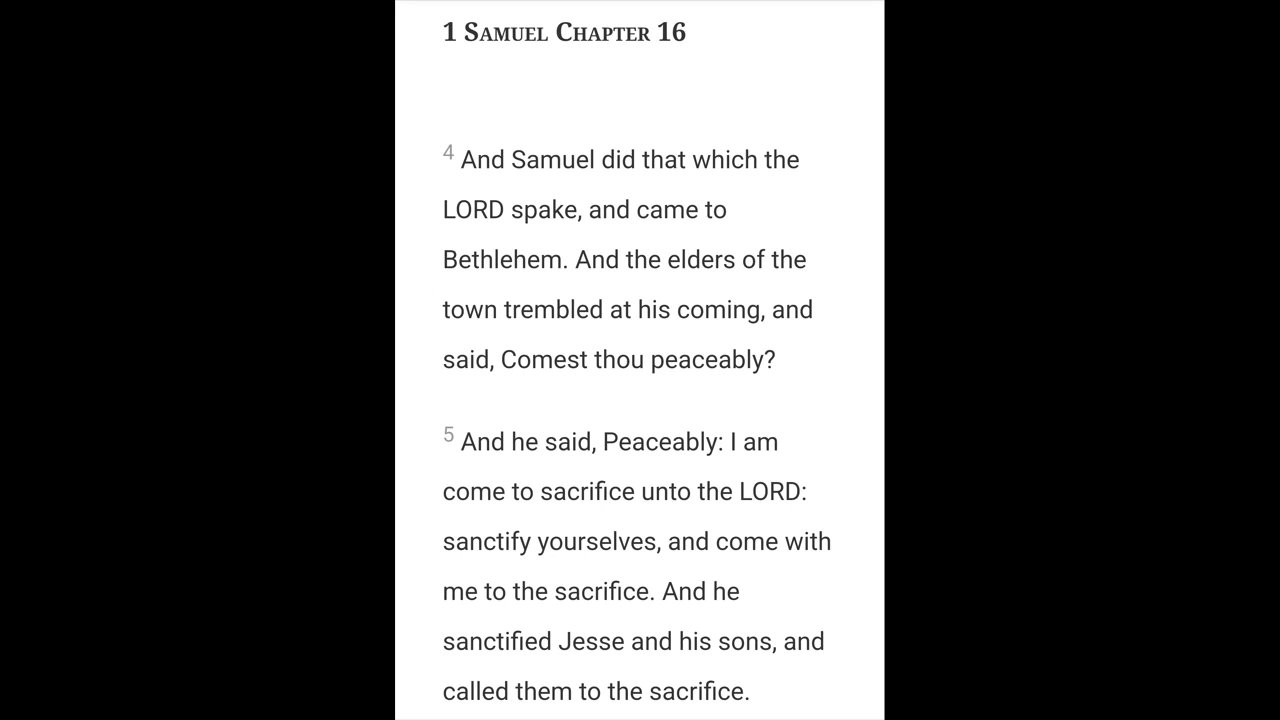 1 Samuel Chapter 16
4 And Samuel did that which the
LORD spake, and came to
Bethlehem. And the elders of the
town trembled at his coming, and
said, Comest thou peaceably?
5 And he said, Peaceably: I am
come to sacrifice unto the LORD:
sanctify yourselves, and come with
me to the sacrifice. And he
sanctified Jesse and his sons, and
called them to the sacrifice.